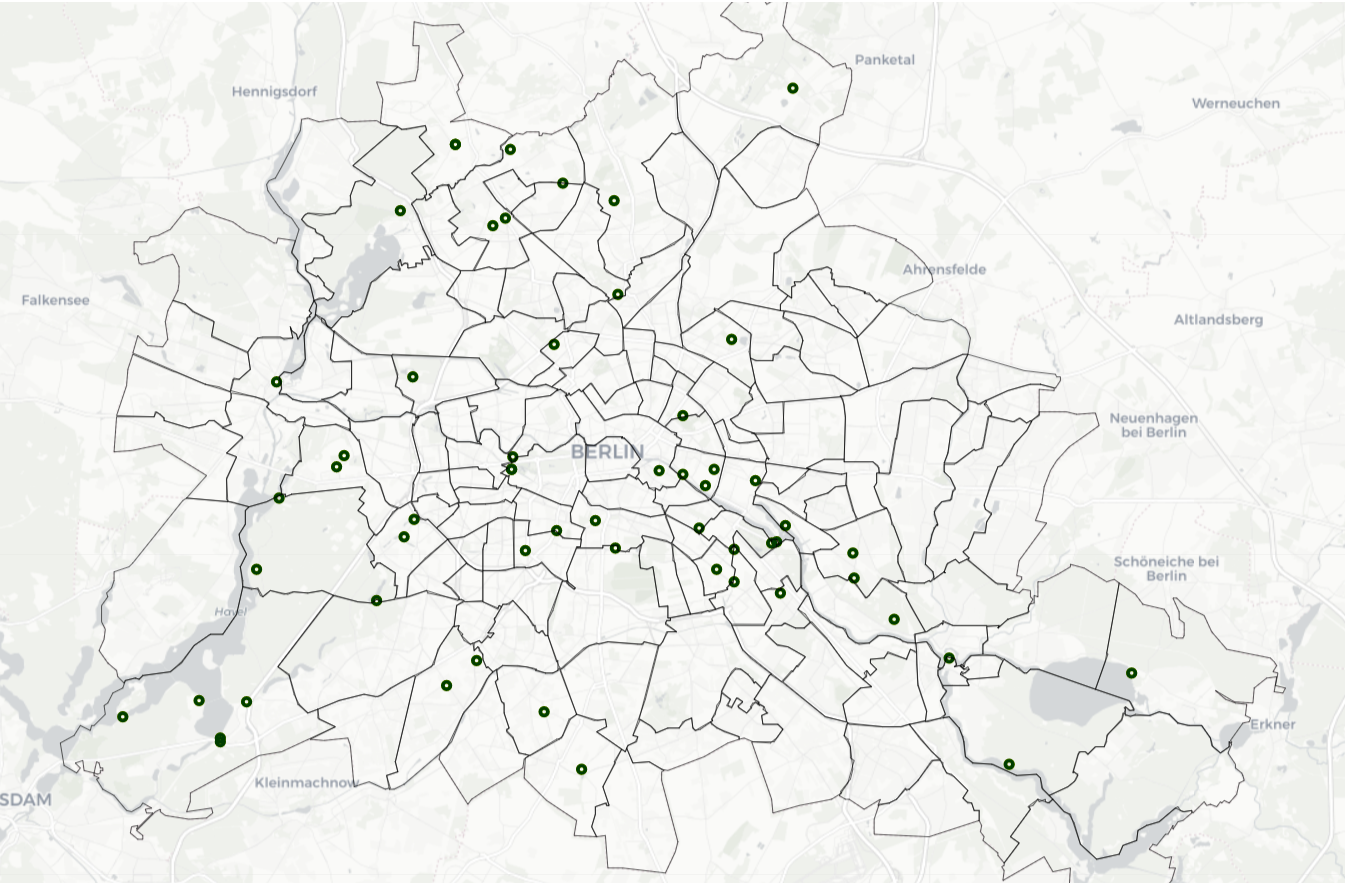 Panketal
Hennigsdorf
Werneuchen
Ahrensfelde
Falkensee
Altlandsberg
Neuenhagen
bei Berlin
BERLIN
Schöneiche bei
Berlin
Havel
Erkner
Kleinmachnow
SDAM